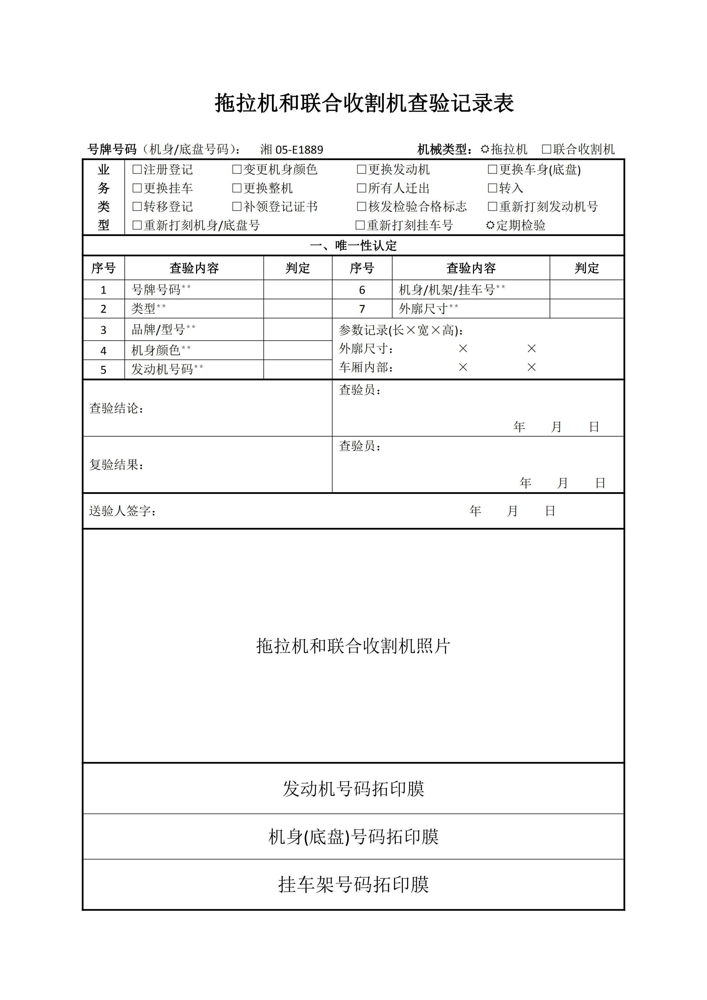 拖拉机和联合收割机查验记录表
号牌号码（机身/底盘号码）： 湘 05-E1889 机械类型：☼拖拉机 □联合收割机
业务类型
□注册登记 □变更机身颜色 □更换发动机 □更换车身(底盘)
□更换挂车 □更换整机 □所有人迁出 □转入
□转移登记 □补领登记证书 □核发检验合格标志 □重新打刻发动机号
□重新打刻机身/底盘号 □重新打刻挂车号 ☼定期检验
一、唯一性认定
序号 查验内容 判定 序号 查验内容 判定
1 号牌号码** 6 机身/机架/挂车号**
2 类型** 7 外廓尺寸**
3 品牌/型号** 参数记录(长×宽×高)：
4 机身颜色** 外廓尺寸： × ×
5 发动机号码** 车厢内部： × ×
查验结论：
查验员：
年 月 日
复验结果：
查验员：
年 月 日
送验人签字： 年 月 日
拖拉机和联合收割机照片
发动机号码拓印膜
机身(底盘)号码拓印膜
挂车架号码拓印膜